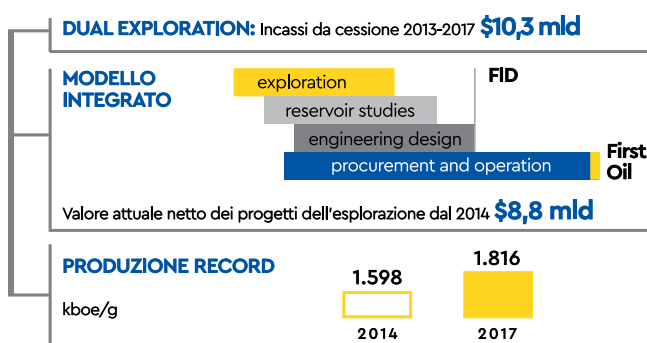 DUAL EXPLORATION: Incassi da cessione 2013-2017 $10,3 mld
MODELLO
INTEGRATO
exploration
FID
reservoir studies
engineering design
procurement and operation
First
Oil
Valore attuale netto dei progetti dell'esplorazione dal 2014 $8,8 mld
PRODUZIONE RECORD
kboe/g
1.598
1.816
2014
2017